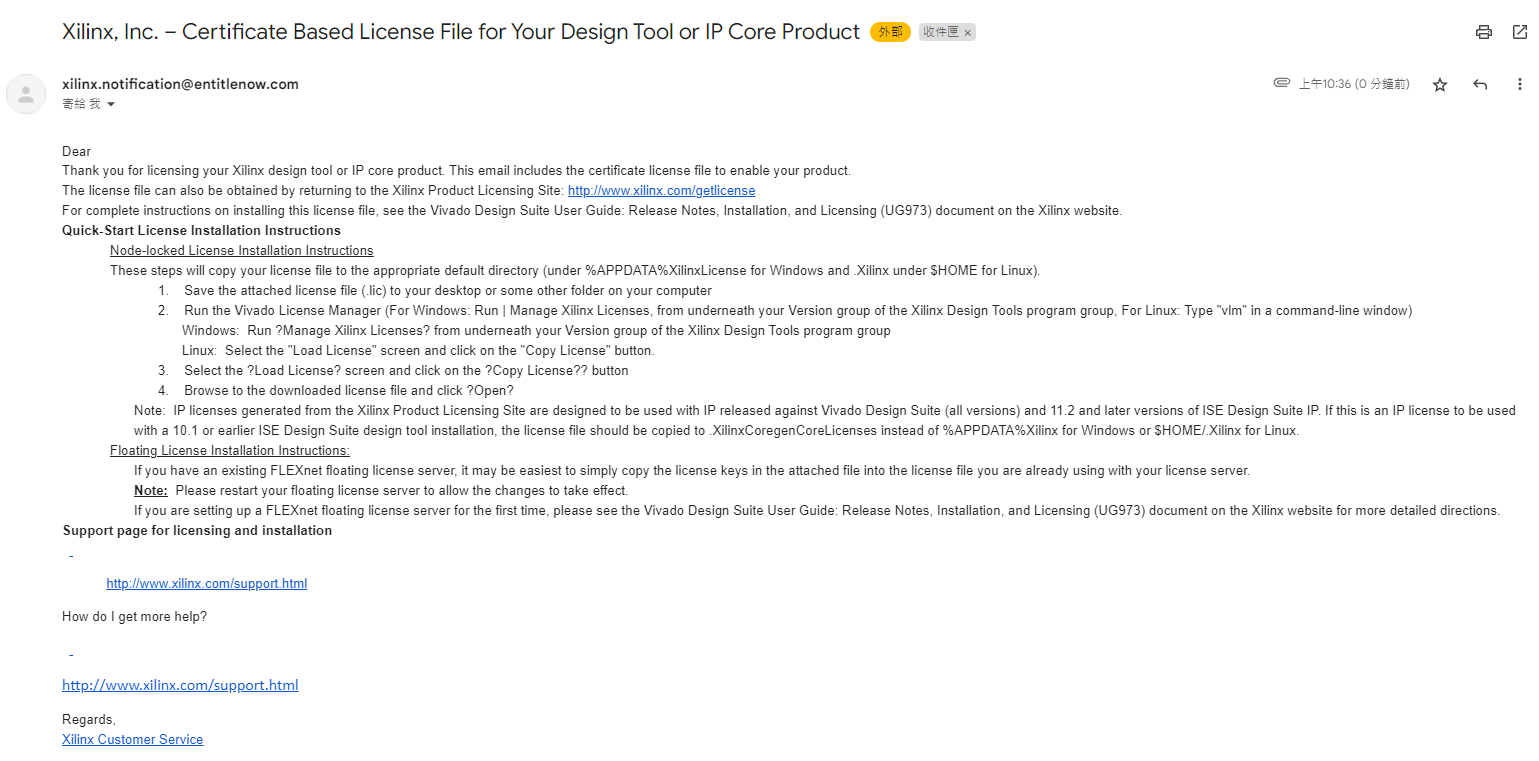 Xilinx, Inc. – Certificate Based License File for Your Design Tool or IP Core Product 外部 收件匣 ×
xilinx.notification@entitlenow.com
上午10:36 (0 分鐘前)
寄給 我
Dear
Thank you for licensing your Xilinx design tool or IP core product. This email includes the certificate license file to enable your product.
The license file can also be obtained by returning to the Xilinx Product Licensing Site: http://www.xilinx.com/getlicense
For complete instructions on installing this license file, see the Vivado Design Suite User Guide: Release Notes, Installation, and Licensing (UG973) document on the Xilinx website.
Quick-Start License Installation Instructions
Node-locked License Installation Instructions
These steps will copy your license file to the appropriate default directory (under %APPDATA%XilinxLicense for Windows and .Xilinx under $HOME for Linux).
1. Save the attached license file (.lic) to your desktop or some other folder on your computer
2. Run the Vivado License Manager (For Windows: Run | Manage Xilinx Licenses, from underneath your Version group of the Xilinx Design Tools program group, For Linux: Type "vlm" in a command-line window)
Windows: Run ?Manage Xilinx Licenses? from underneath your Version group of the Xilinx Design Tools program group
Linux: Select the "Load License" screen and click on the "Copy License" button.
3. Select the ?Load License? screen and click on the ?Copy License?? button
4. Browse to the downloaded license file and click ?Open?
Note: IP licenses generated from the Xilinx Product Licensing Site are designed to be used with IP released against Vivado Design Suite (all versions) and 11.2 and later versions of ISE Design Suite IP. If this is an IP license to be used
with a 10.1 or earlier ISE Design Suite design tool installation, the license file should be copied to .XilinxCoregenCoreLicenses instead of %APPDATA%Xilinx for Windows or $HOME/.Xilinx for Linux.
Floating License Installation Instructions:
If you have an existing FLEXnet floating license server, it may be easiest to simply copy the license keys in the attached file into the license file you are already using with your license server.
Note: Please restart your floating license server to allow the changes to take effect.
If you are setting up a FLEXnet floating license server for the first time, please see the Vivado Design Suite User Guide: Release Notes, Installation, and Licensing (UG973) document on the Xilinx website for more detailed directions.
Support page for licensing and installation
-
http://www.xilinx.com/support.html
How do I get more help?
-
http://www.xilinx.com/support.html
Regards,
Xilinx Customer Service